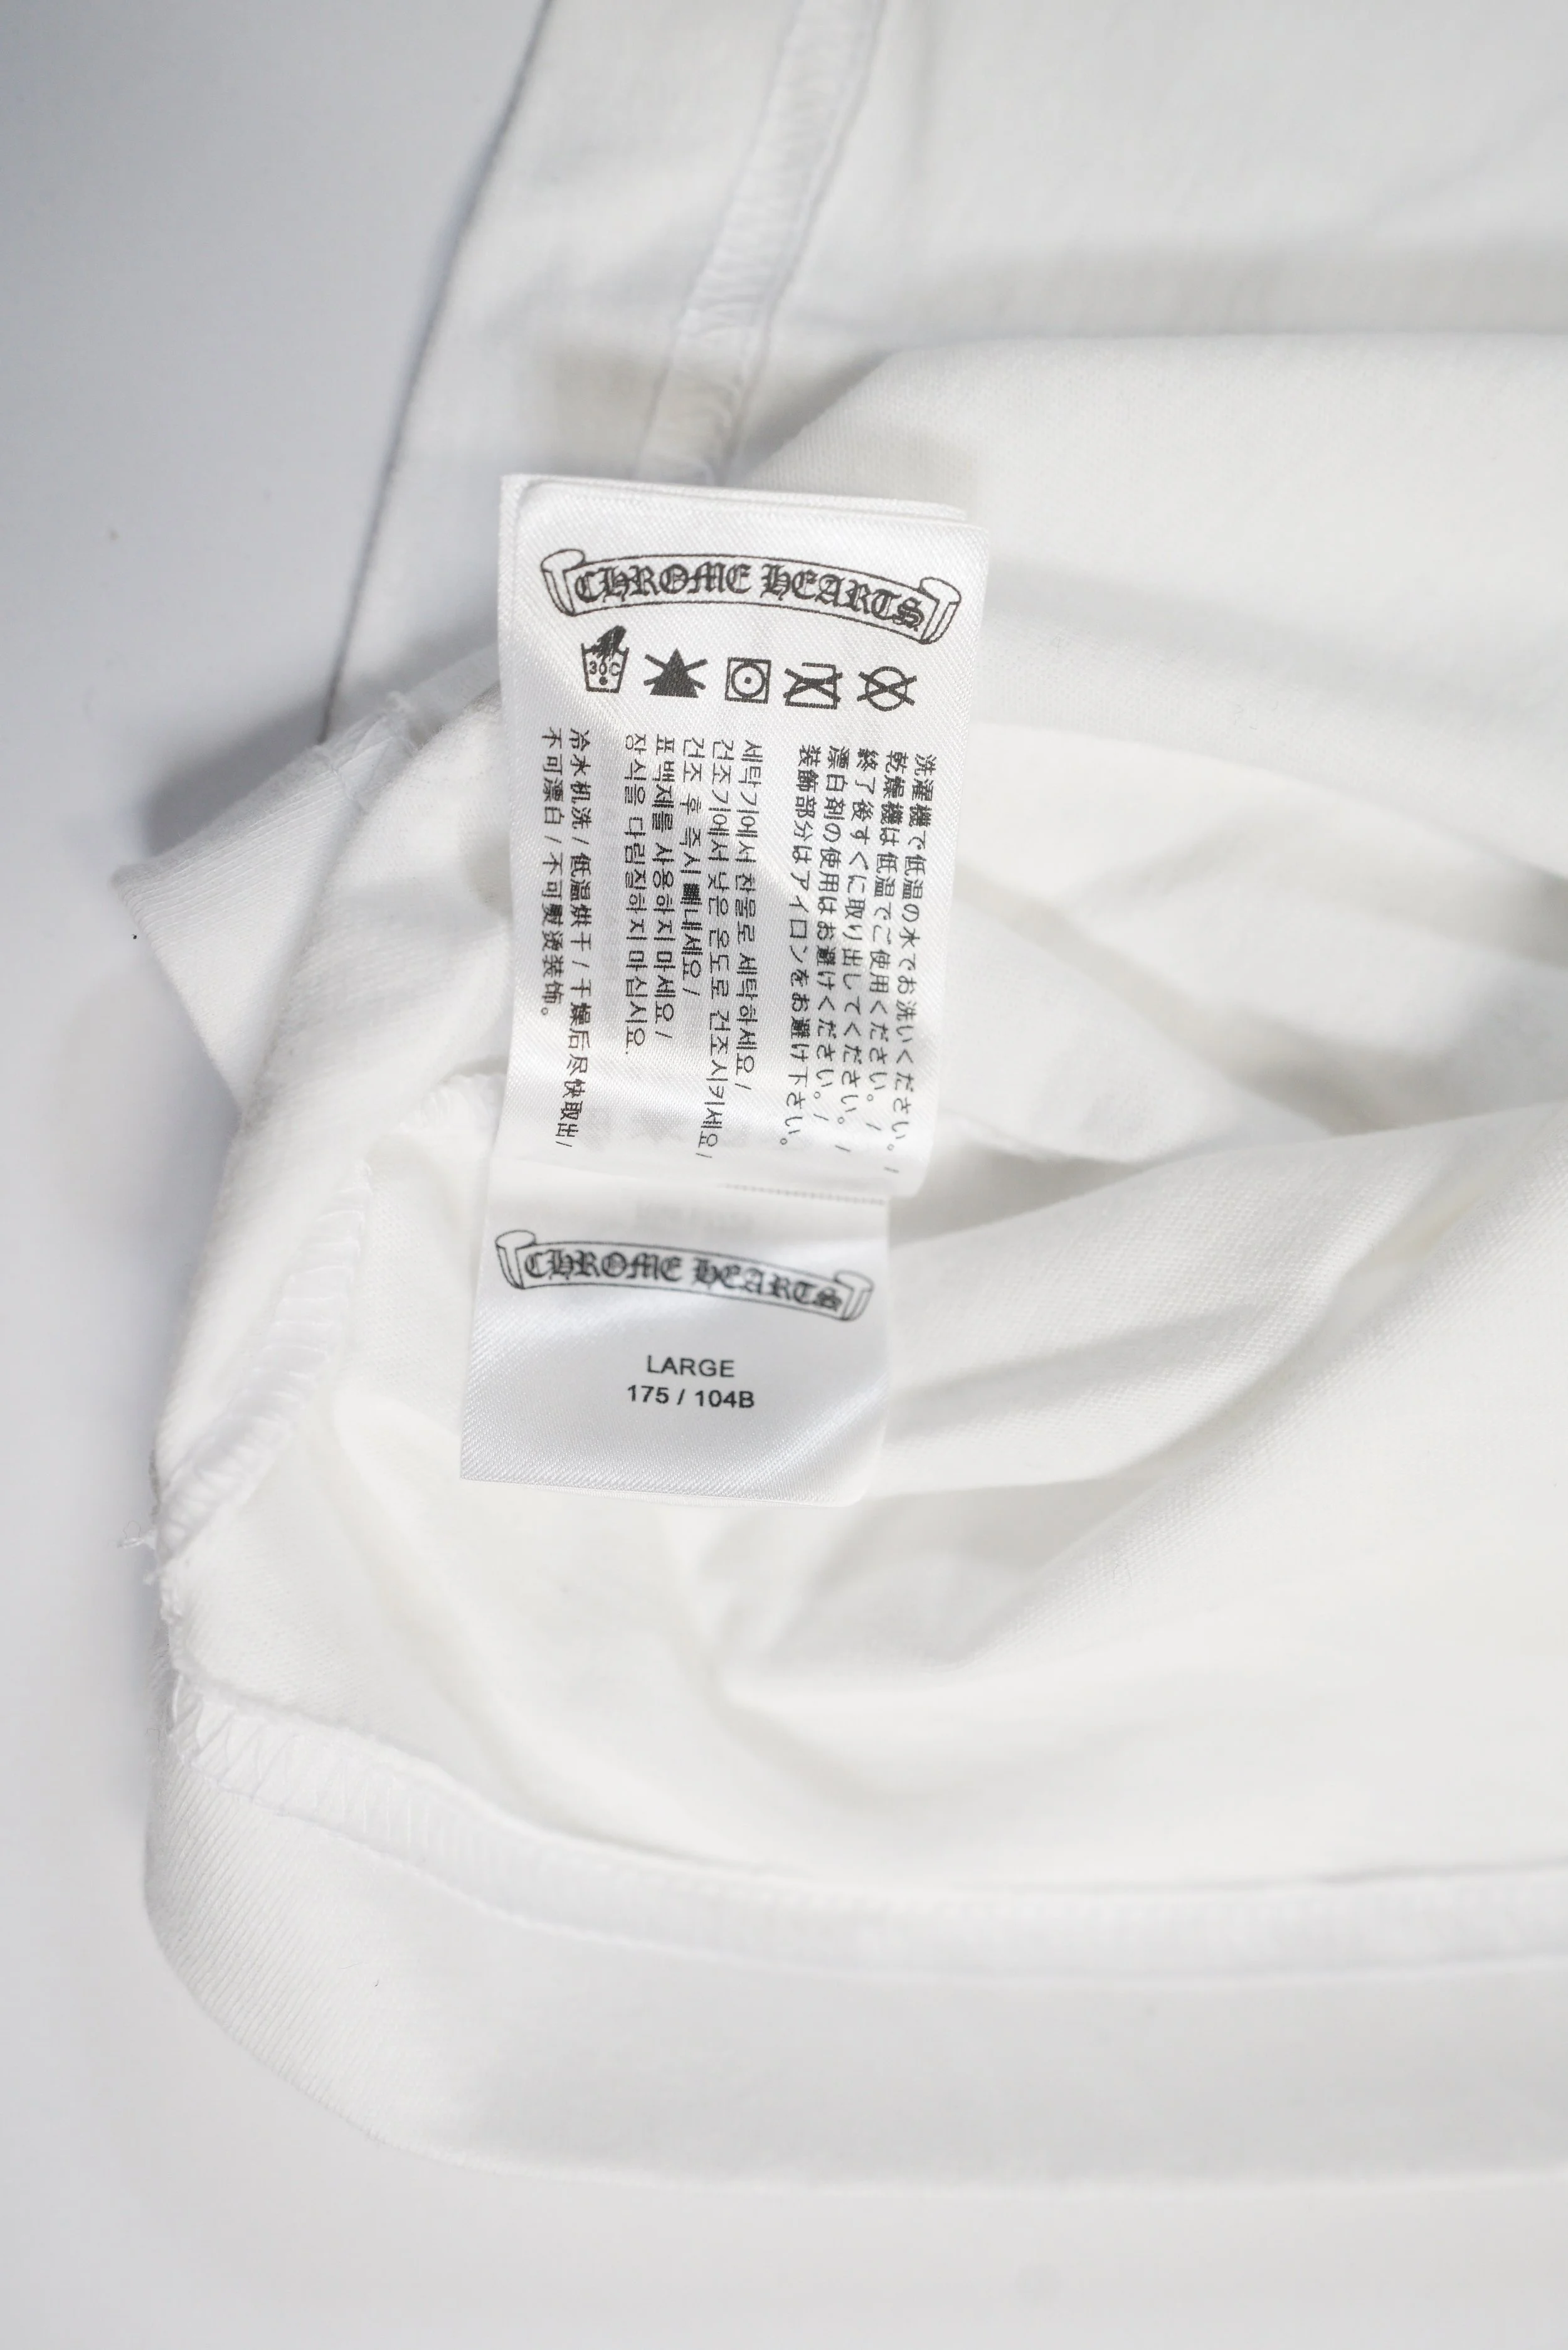 CHROME HEARTS
30C
洗濯機で低温の水でお洗いください。/
乾燥機は低温でご使用ください。/
終了後すぐに取り出してください。/
漂白剤の使用はお避けください。/
装飾部分はアイロンをお避け下さい。
세탁기에서 찬물로 세탁하세요/
건조기에서 낮은 온도로 건조시키세요/
건조 후 즉시 빼내세요/
표백제를 사용하지 마세요/
장식을 다림질하지 마십시요.
冷水机洗/低温烘干/干燥后尽快取出/
不可漂白/不可熨烫装饰。
CHROME HEARTS
LARGE
175 / 104B